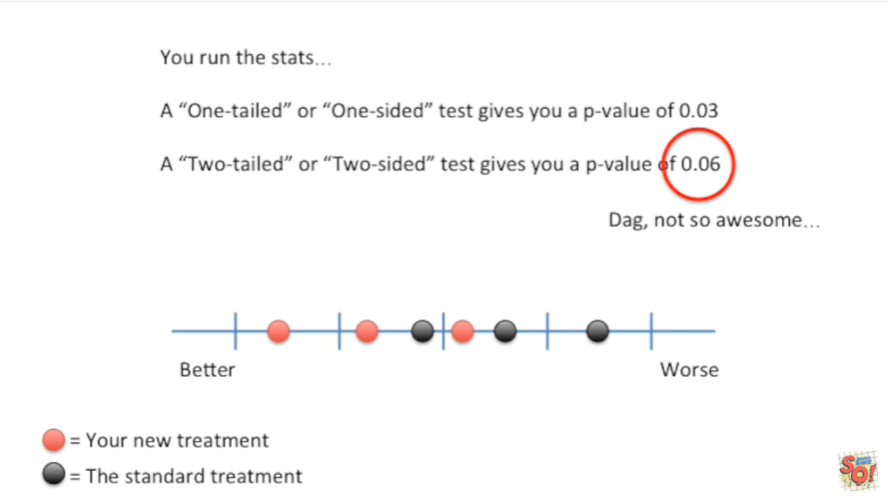 You run the stats…
A “One-tailed” or “One-sided” test gives you a p-value of 0.03
A “Two-tailed” or “Two-sided” test gives you a p-value of 0.06
Dag, not so awesome…
Better
Worse
= Your new treatment
= The standard treatment
SQ!